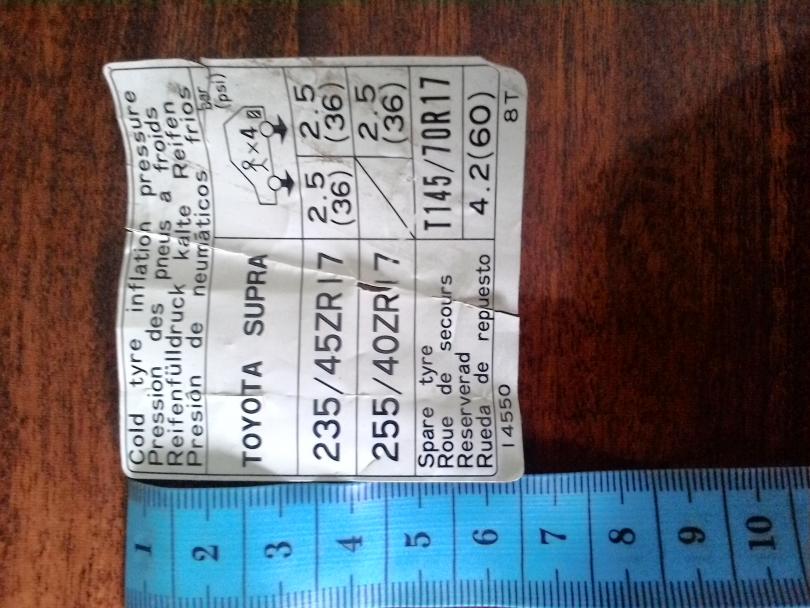 Cold tyre inflation pressure
Pression des pneus à froids
Reifenfülldruck kalte Reifen
Presión de neumáticos frios
bar
(psi)
TOYOTA SUPRA
×4
235/45ZR17 2.5 2.5
(36) (36)
255/40ZR17 2.5
(36)
Spare tyre
Roue de secours
Reserverad
Rueda de repuesto
T145/70R17
4.2(60)
14550 8T
1 2 3 4 5 6 7 8 9 10